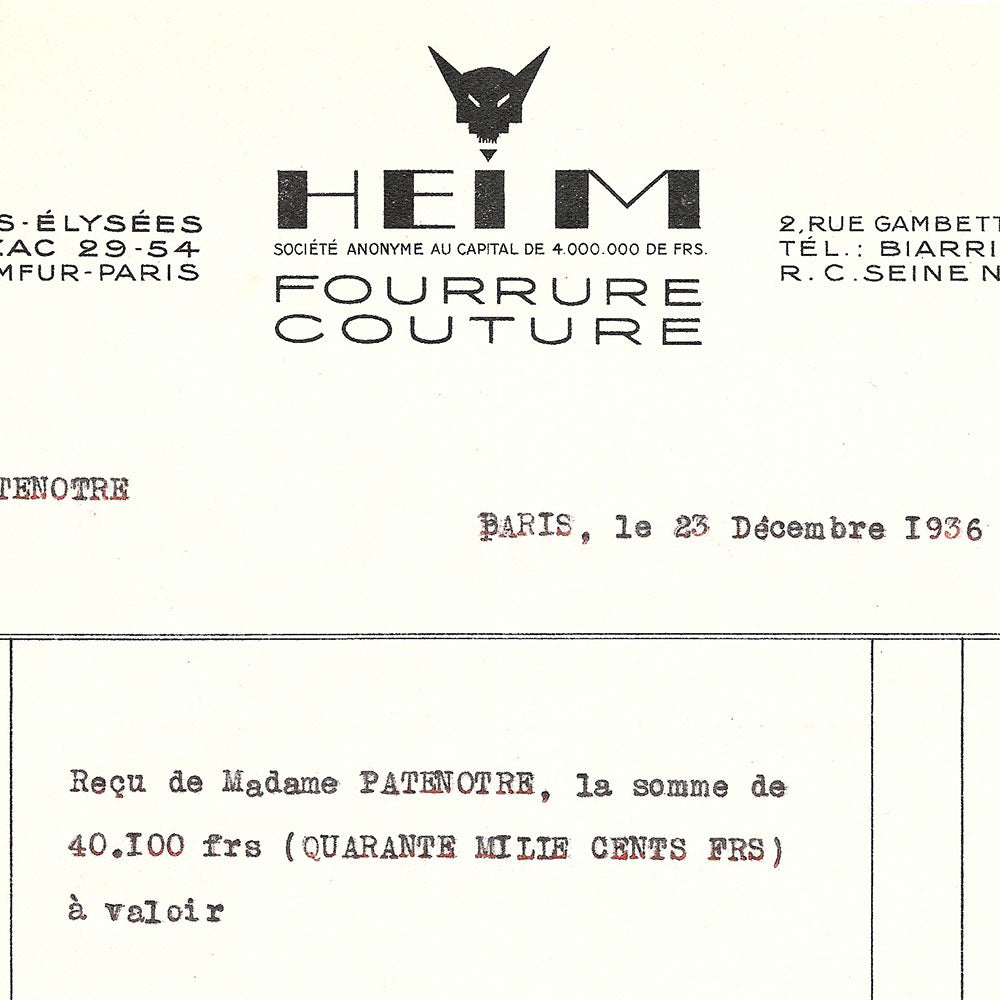 HEIM
S-ÉLYSÉES
ZAC 29-54
MFUR-PARIS
SOCIÉTÉ ANONYME AU CAPITAL DE 4.000.000 DE FRS.
FOURRURE
COUTURE
2, RUE GAMBETT
TÉL.: BIARRI
R.C. SEINE N
TENOTRE
PARIS, le 23 Décembre I936
Reçu de Madame PATENOTRE, la somme de
40.I00 frs (QUARANTE MILLE CENTS FRS)
à valoir